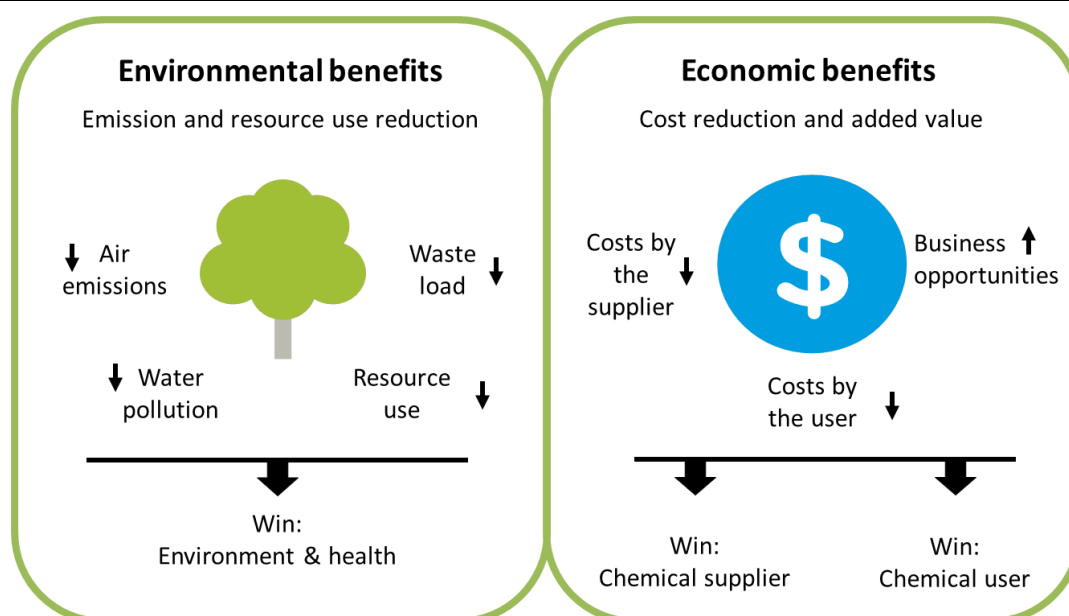 Environmental benefits
Emission and resource use reduction
Air
emissions
Waste
load
Water
pollution
Resource
use
Win:
Environment & health
Economic benefits
Cost reduction and added value
Costs by
the
supplier
$
Business
opportunities
Costs by
the user
Win:
Chemical supplier
Win:
Chemical user